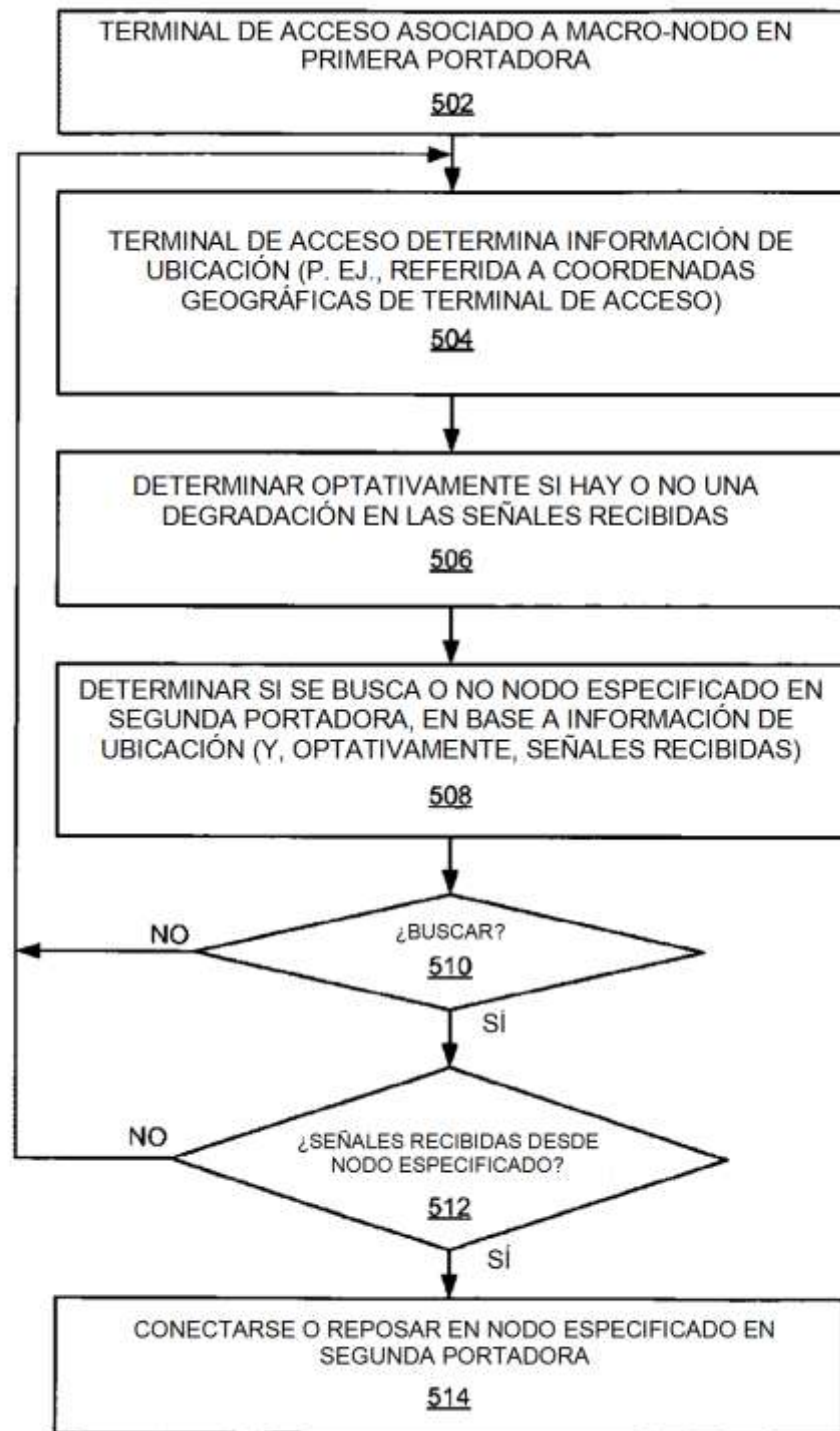 TERMINAL DE ACCESO ASOCIADO A MACRO-NODO EN
PRIMERA PORTADORA
502
TERMINAL DE ACCESO DETERMINA INFORMACIÓN DE
UBICACIÓN (P. EJ., REFERIDA A COORDENADAS
GEOGRÁFICAS DE TERMINAL DE ACCESO)
504
DETERMINAR OPTATIVAMENTE SI HAY O NO UNA
DEGRADACIÓN EN LAS SEÑALES RECIBIDAS
506
DETERMINAR SI SE BUSCA O NO NODO ESPECIFICADO EN
SEGUNDA PORTADORA, EN BASE A INFORMACIÓN DE
UBICACIÓN (Y, OPTATIVAMENTE, SEÑALES RECIBIDAS)
508
NO
¿BUSCAR?
510
SÍ
NO
¿SEÑALES RECIBIDAS DESDE
NODO ESPECIFICADO?
512
SÍ
CONECTARSE O REPOSAR EN NODO ESPECIFICADO EN
SEGUNDA PORTADORA
514